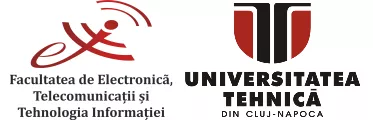 Facultatea de Electronică,
Telecomunicații și
Tehnologia Informației
UNIVERSITATEA
TEHNICĂ
DIN CLUJ-NAPOCA